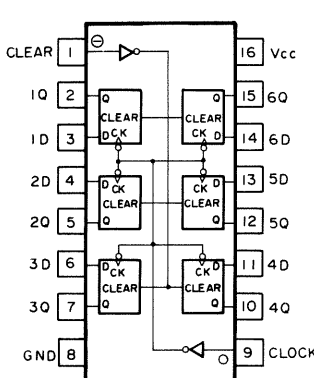 CLEAR 1 16 Vcc
1Q 2 Q Q 15 6Q
CLEAR CLEAR
1D 3 D CK CK D 14 6D
2D 4 D CK CK D 13 5D
CLEAR CLEAR
2Q 5 Q Q 12 5Q
3D 6 D CK CK D 11 4D
CLEAR CLEAR
3Q 7 Q Q 10 4Q
GND 8 9 CLOCK